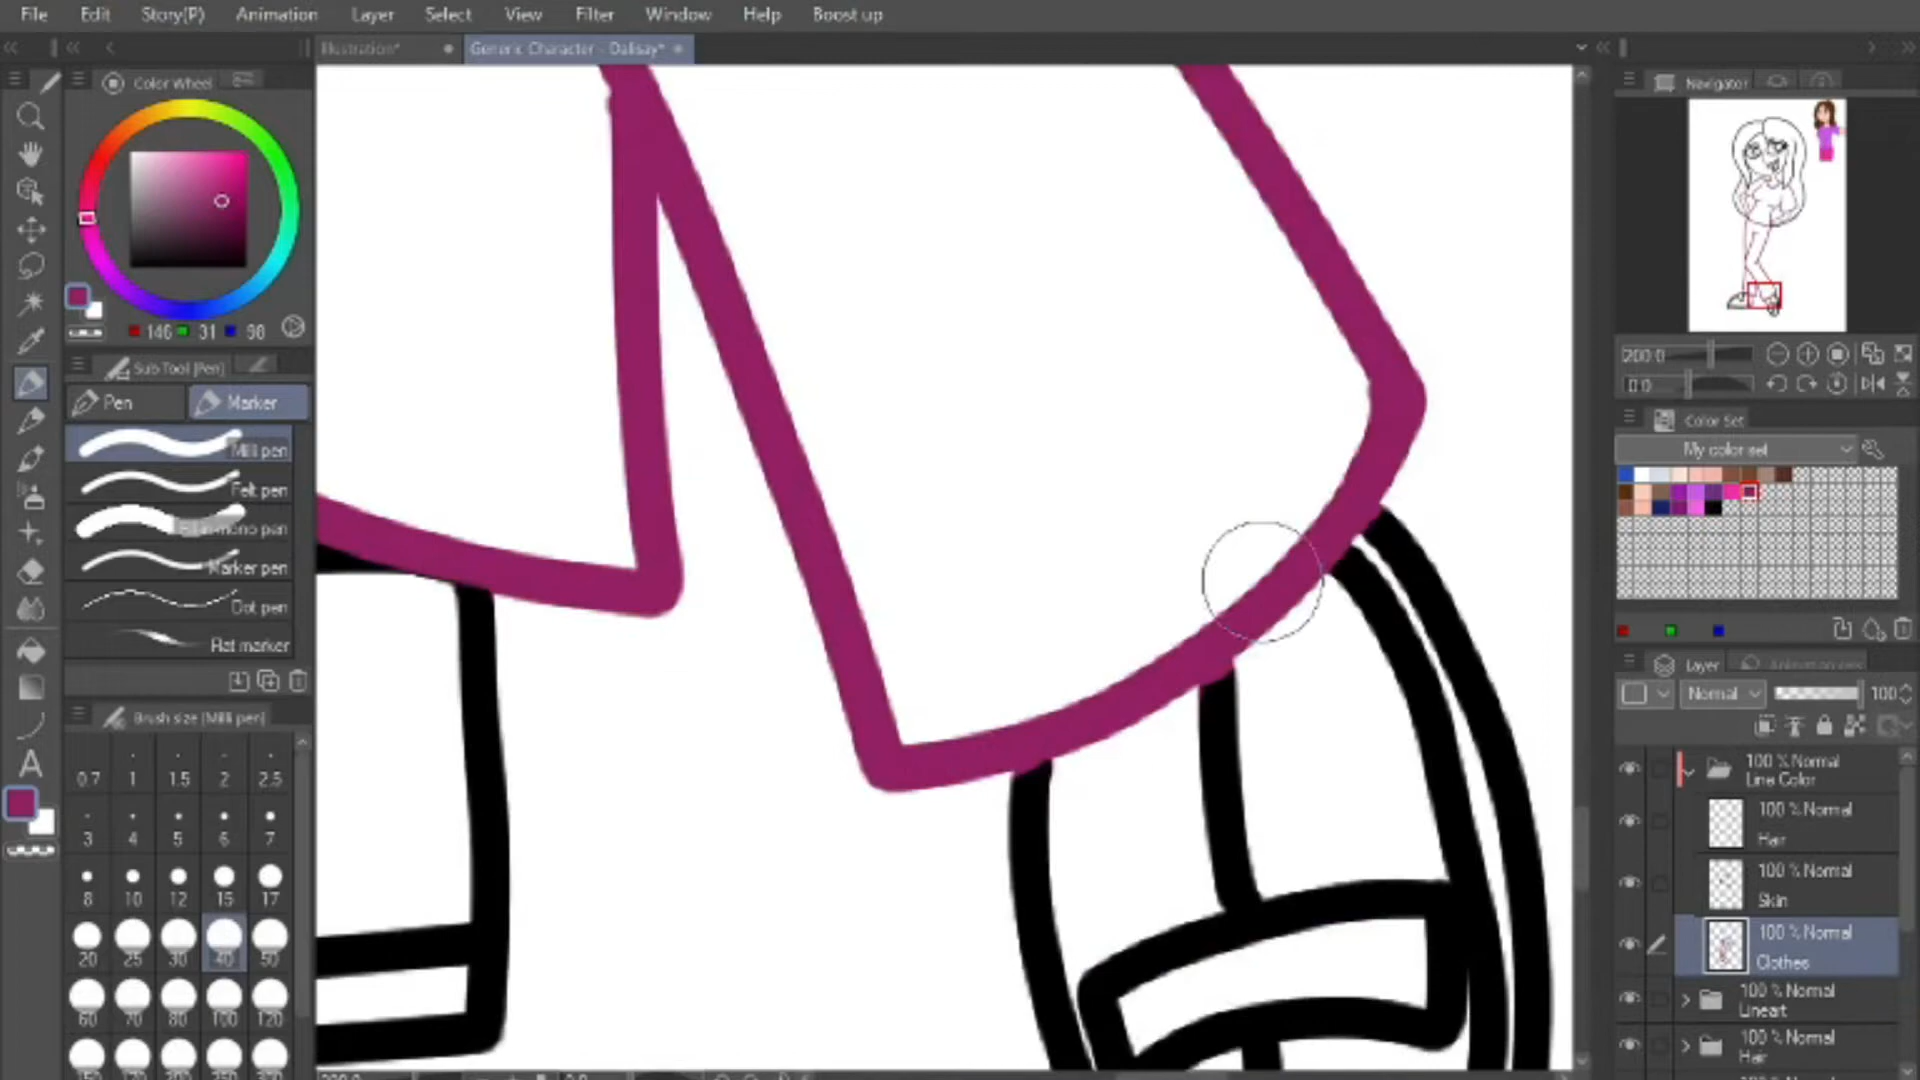 File Edit Story(P) Animation Layer Select View Filter Window Help Boost up
Illustration* Generic Character - Dalisay*
Color Wheel
146 31 98
Sub Tool [Pen]
Pen Marker
Milli pen
Felt pen
Fill in mono pen
Marker pen
Dot pen
Flat marker
Brush size [Milli pen]
0.7 1 1.5 2 2.5
3 4 5 6 7
8 10 12 15 17
20 25 30 40 50
60 70 80 100 120
Navigator
200.0
0.0
Color Set
My color set
Layer
Normal 100
100 % Normal
Line Color
100 % Normal
Hair
100 % Normal
Skin
100 % Normal
Clothes
100 % Normal
Lineart
100 % Normal
Hair